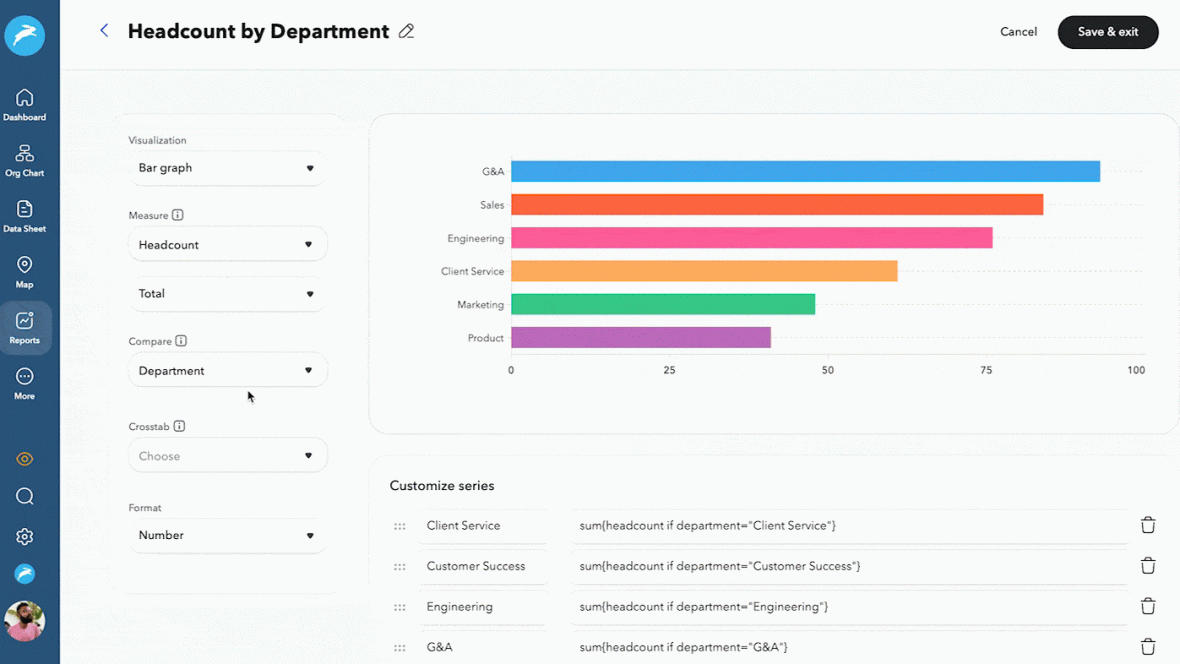 Headcount by Department
Cancel
Save & exit
Dashboard
Org Chart
Data Sheet
Map
Reports
More
Visualization
Bar graph
Measure
Headcount
Total
Compare
Department
Crosstab
Choose
Format
Number
G&A
Sales
Engineering
Client Service
Marketing
Product
0 25 50 75 100
Customize series
Client Service sum{headcount if department="Client Service"}
Customer Success sum{headcount if department="Customer Success"}
Engineering sum{headcount if department="Engineering"}
G&A sum{headcount if department="G&A"}